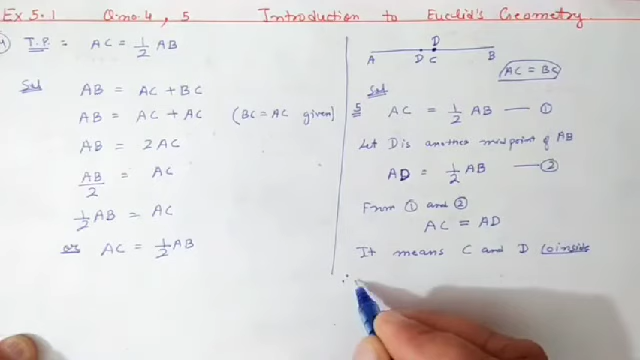 Ex 5.1 Q.no.4, 5 Introduction to Euclid's Geometry
4) T.P. = AC = 1/2 AB
Sol
AB = AC + BC
AB = AC + AC (BC = AC given)
AB = 2AC
AB/2 = AC
1/2 AB = AC
or AC = 1/2 AB
D
A D C B
AC = BC
Sol
5 AC = 1/2 AB — ①
Let D is another midpoint of AB
AD = 1/2 AB — ②
From ① and ②
AC = AD
It means C and D coinside
∴